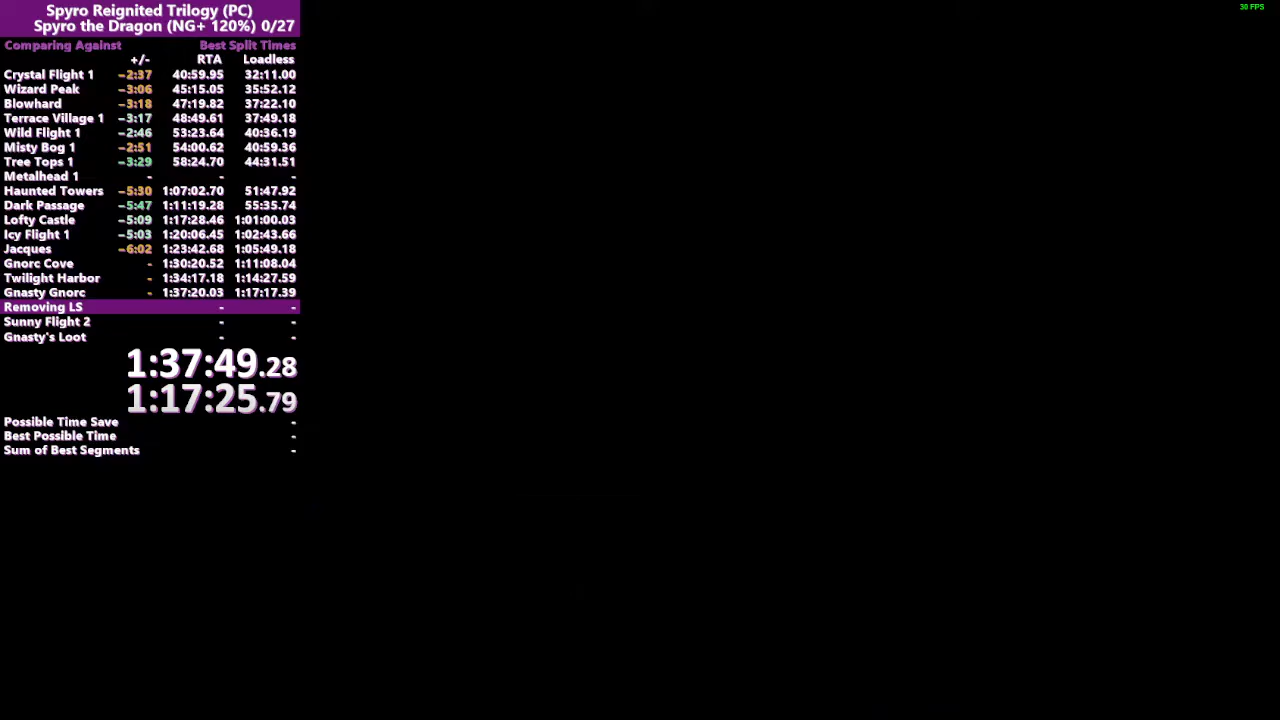 Spyro Reignited Trilogy (PC)
Spyro the Dragon (NG+ 120%) 0/27
Comparing Against Best Split Times
+/- RTA Loadless
Crystal Flight 1 -2:37 40:59.95 32:11.00
Wizard Peak -3:06 45:15.05 35:52.12
Blowhard -3:18 47:19.82 37:22.10
Terrace Village 1 -3:17 48:49.61 37:49.18
Wild Flight 1 -2:46 53:23.64 40:36.19
Misty Bog 1 -2:51 54:00.62 40:59.36
Tree Tops 1 -3:29 58:24.70 44:31.51
Metalhead 1 - - -
Haunted Towers -5:30 1:07:02.70 51:47.92
Dark Passage -5:47 1:11:19.28 55:35.74
Lofty Castle -5:09 1:17:28.46 1:01:00.03
Icy Flight 1 -5:03 1:20:06.45 1:02:43.66
Jacques -6:02 1:23:42.68 1:05:49.18
Gnorc Cove - 1:30:20.52 1:11:08.04
Twilight Harbor - 1:34:17.18 1:14:27.59
Gnasty Gnorc - 1:37:20.03 1:17:17.39
Removing LS - -
Sunny Flight 2 - -
Gnasty's Loot - -
1:37:49.28
1:17:25.79
Possible Time Save -
Best Possible Time -
Sum of Best Segments -
30 FPS